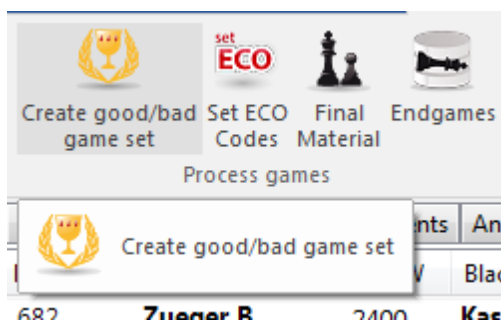 set
ECO
Create good/bad game set
Set ECO Codes
Final Material
Endgames
Process games
Create good/bad game set
nts
An
W
Blac
682
Zueger B
2400
Kas